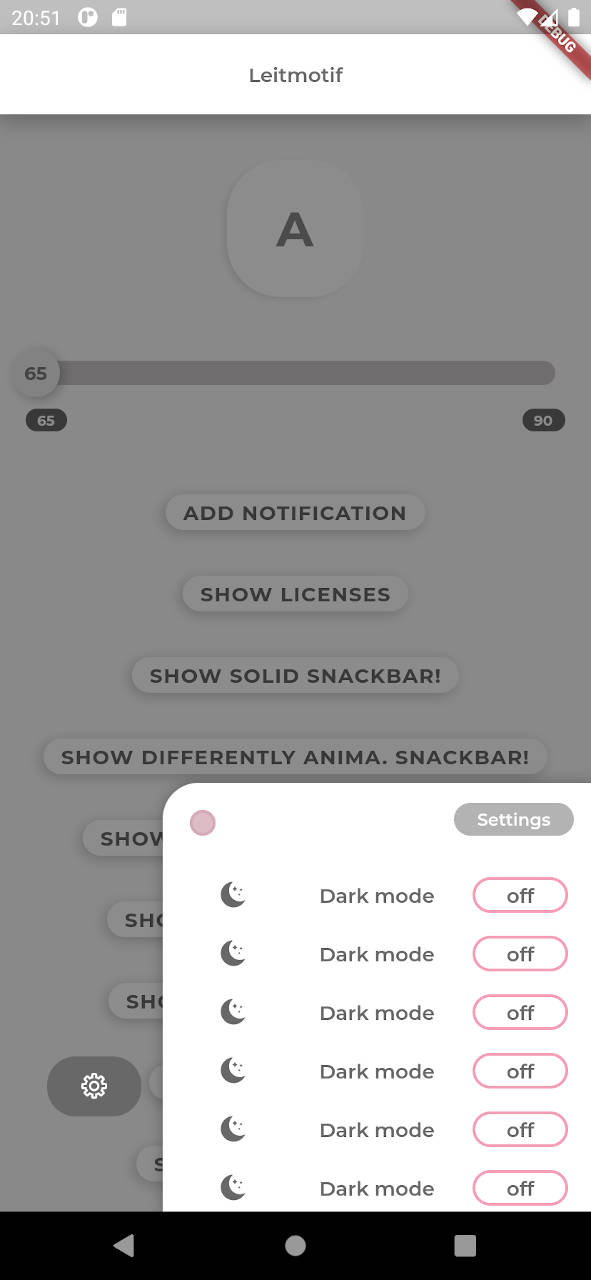 20:51
DEBUG
Leitmotif
A
65
65
90
ADD NOTIFICATION
SHOW LICENSES
SHOW SOLID SNACKBAR!
SHOW DIFFERENTLY ANIMA. SNACKBAR!
Settings
SHOW
Dark mode off
SHO
Dark mode off
SHO
Dark mode off
Dark mode off
Dark mode off
S
Dark mode off